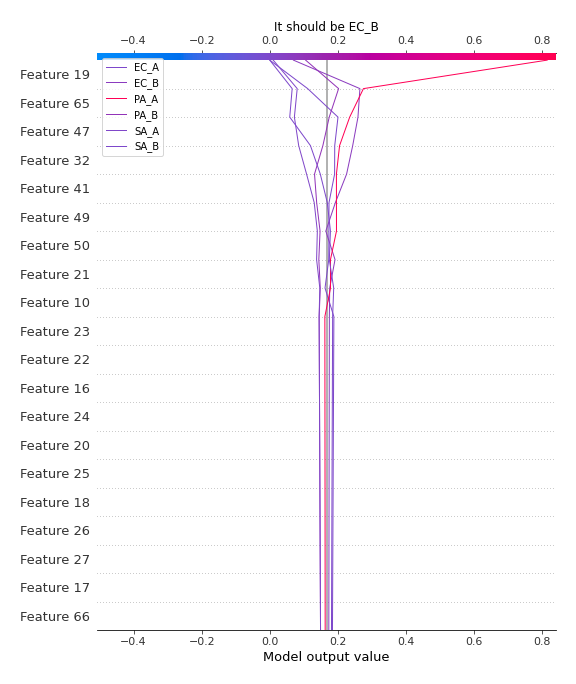 It should be EC_B
−0.4 −0.2 0.0 0.2 0.4 0.6 0.8
EC_A
EC_B
PA_A
PA_B
SA_A
SA_B
Feature 19
Feature 65
Feature 47
Feature 32
Feature 41
Feature 49
Feature 50
Feature 21
Feature 10
Feature 23
Feature 22
Feature 16
Feature 24
Feature 20
Feature 25
Feature 18
Feature 26
Feature 27
Feature 17
Feature 66
−0.4 −0.2 0.0 0.2 0.4 0.6 0.8
Model output value